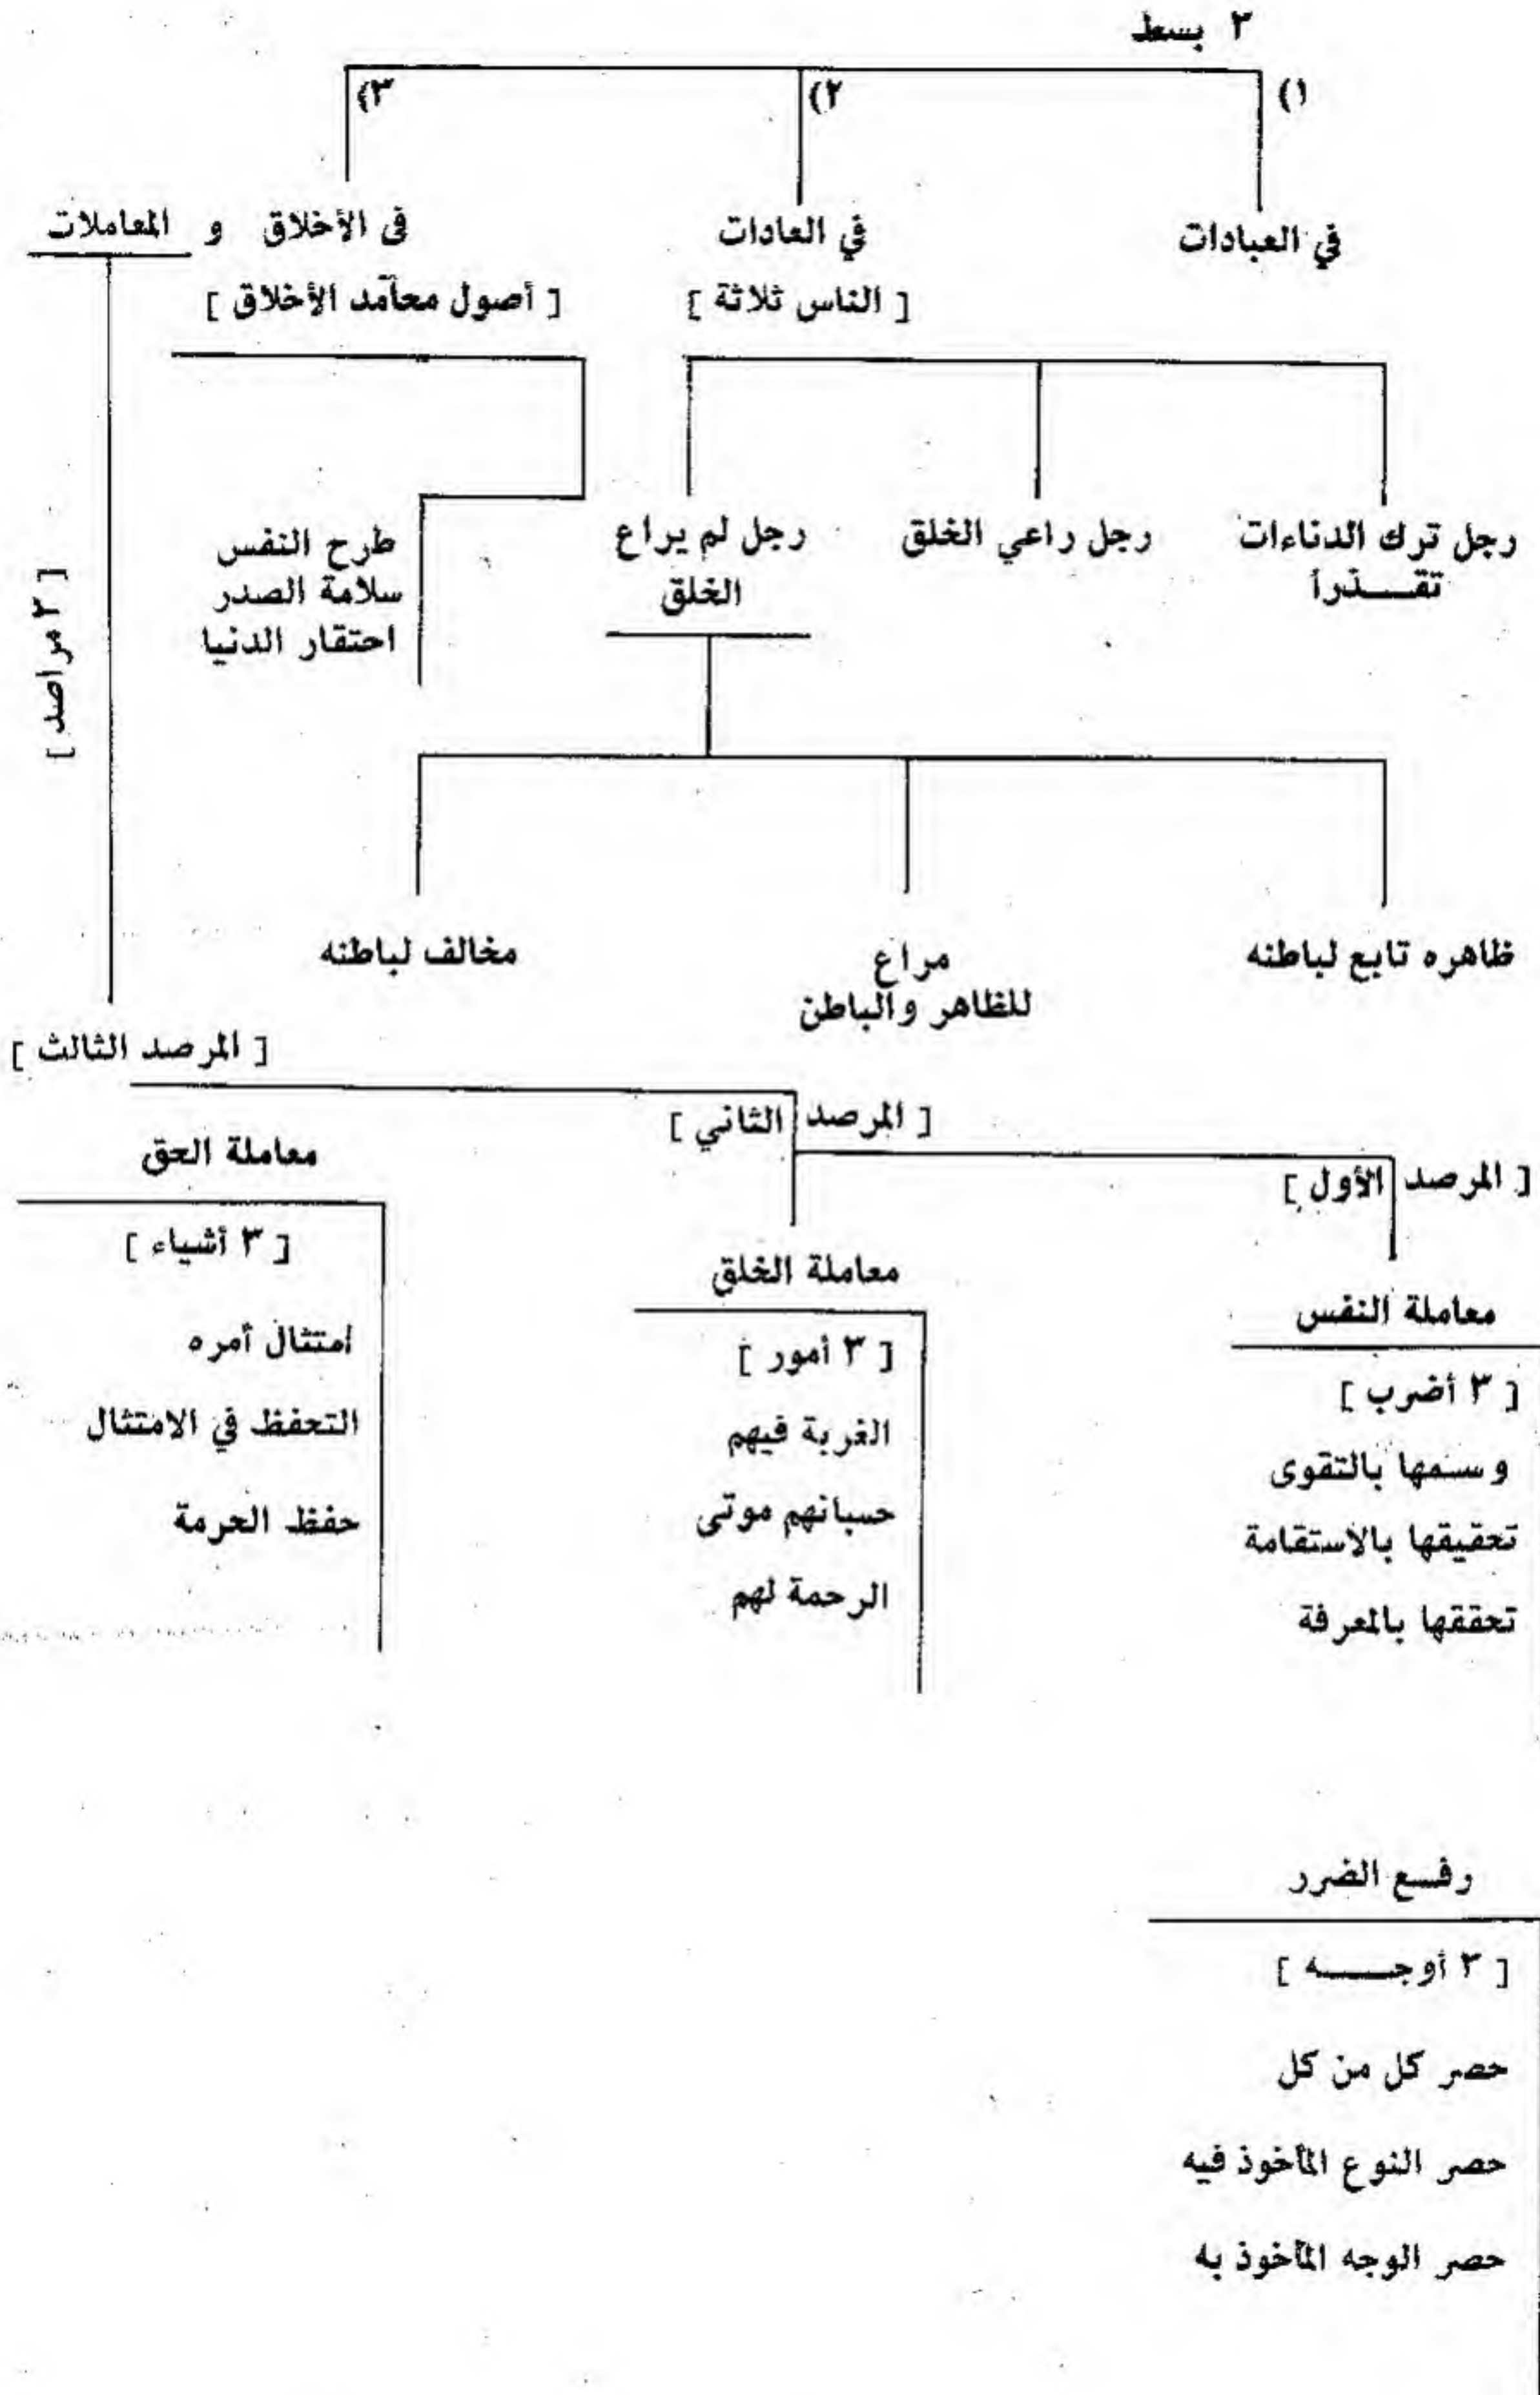 ٣ بسط
١)
٢)
٣)
في العبادات
في العادات
[ الناس ثلاثة ]
فى الأخلاق و المعاملات
[ أصول محآمد الأخلاق ]
رجل ترك الدناءات
تقـــذرأ
رجل راعي الخلق
رجل لم يراع
الخلق
طرح النفس
سلامة الصدر
احتقار الدنيا
[ ٣ مراصد ]
ظاهره تابع لباطنه
مراع
للظاهر والباطن
مخالف لباطنه
[ المرصد الأول ]
معاملة النفس
[ ٣ أضرب ]
وسمها بالتقوى
تحقيقها بالاستقامة
تحققها بالمعرفة
[ المرصد الثاني ]
معاملة الخلق
[ ٣ أمور ]
الغربة فيهم
حسبانهم موتى
الرحمة لهم
[ المرصد الثالث ]
معاملة الحق
[ ٣ أشياء ]
امتثال أمره
التحفظ في الامتثال
حفظ الحرمة
رفع الضرر
[ ٣ أوجـــه ]
حصر كل من كل
حصر النوع المأخوذ فيه
حصر الوجه المأخوذ به